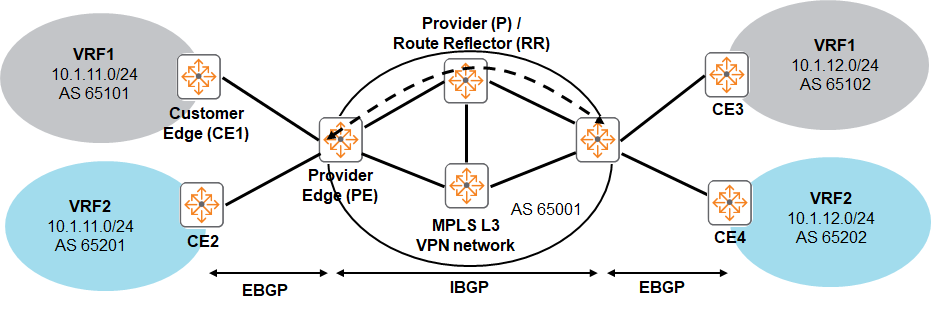 Provider (P) /
Route Reflector (RR)
VRF1
10.1.11.0/24
AS 65101
Customer
Edge (CE1)
VRF1
10.1.12.0/24
AS 65102
CE3
Provider
Edge (PE)
VRF2
10.1.11.0/24
AS 65201
CE2
MPLS L3
VPN network
AS 65001
VRF2
10.1.12.0/24
AS 65202
CE4
EBGP
IBGP
EBGP